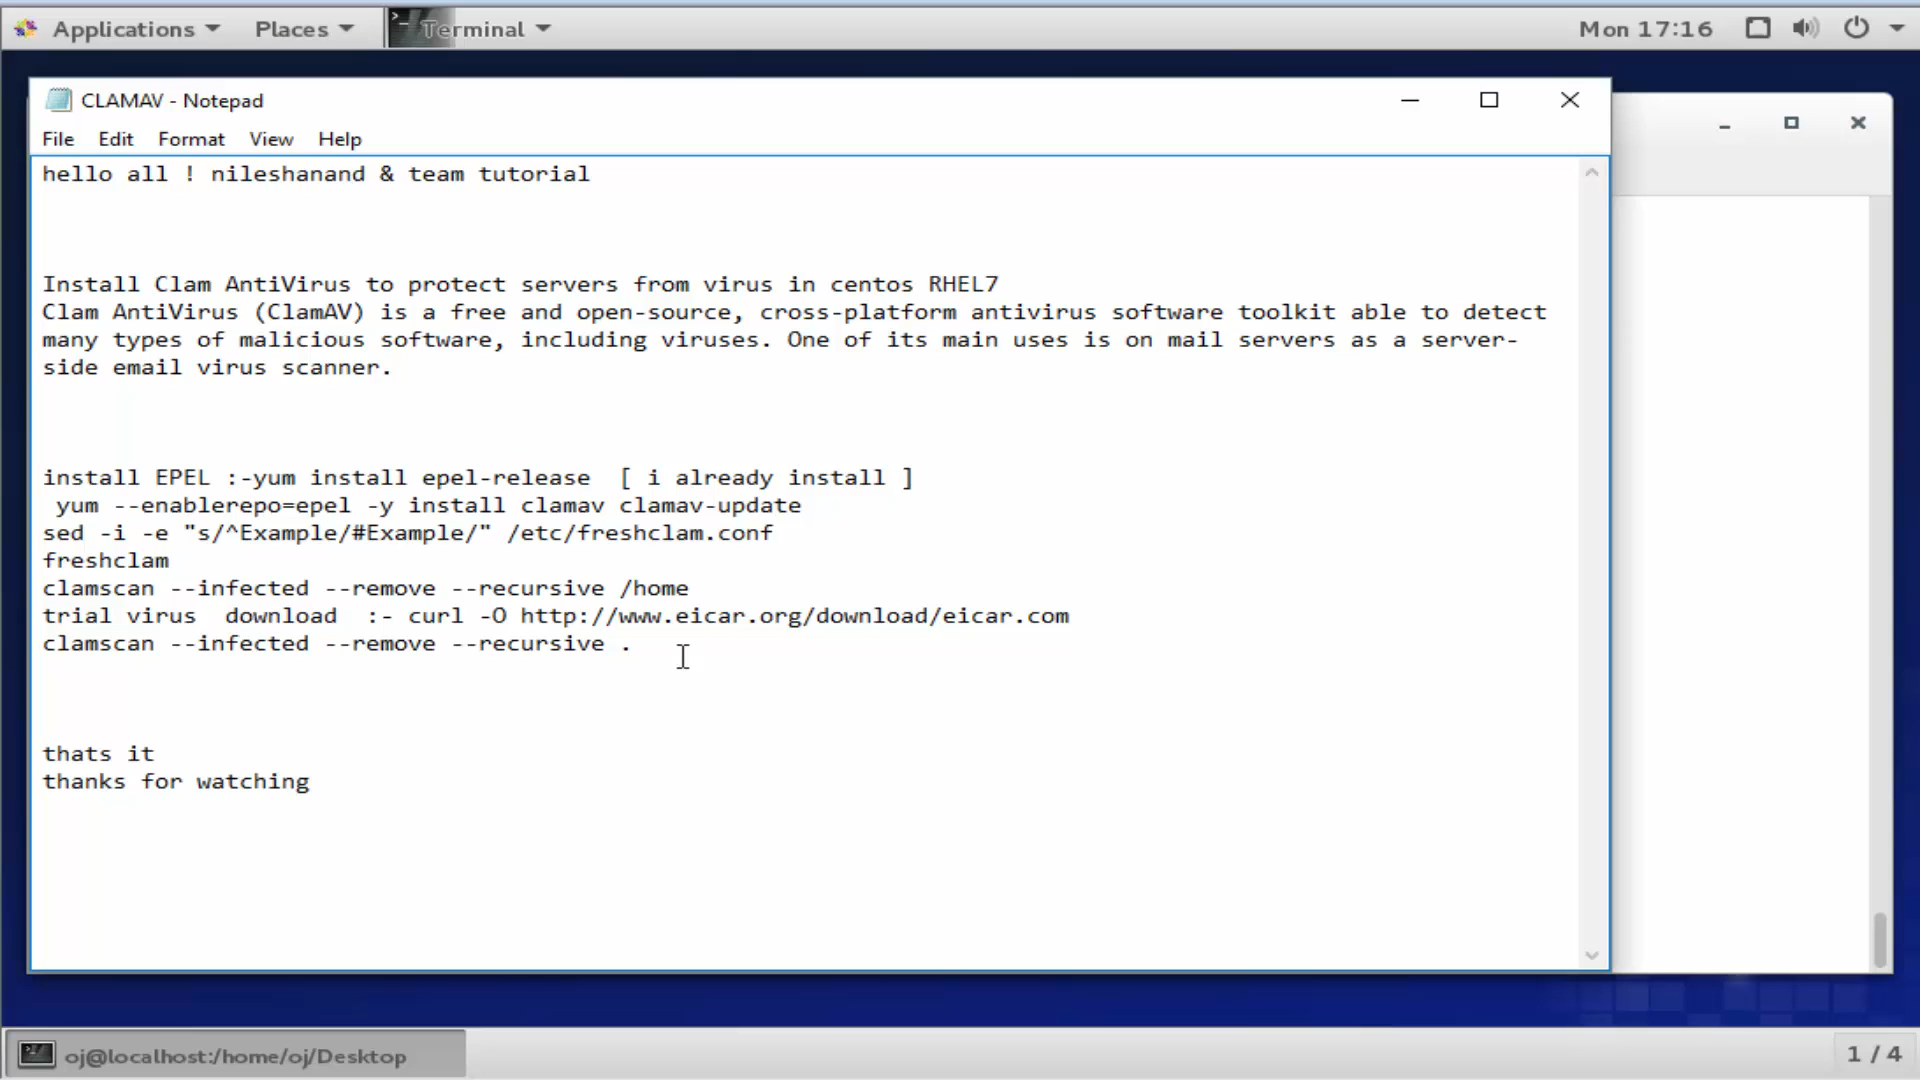 Applications
Places
Terminal
Mon 17:16
CLAMAV - Notepad
File Edit Format View Help
hello all ! nileshanand & team tutorial
Install Clam AntiVirus to protect servers from virus in centos RHEL7
Clam AntiVirus (ClamAV) is a free and open-source, cross-platform antivirus software toolkit able to detect
many types of malicious software, including viruses. One of its main uses is on mail servers as a server-
side email virus scanner.
install EPEL :-yum install epel-release  [ i already install ]
yum --enablerepo=epel -y install clamav clamav-update
sed -i -e "s/^Example/#Example/" /etc/freshclam.conf
freshclam
clamscan --infected --remove --recursive /home
trial virus  download  :- curl -O http://www.eicar.org/download/eicar.com
clamscan --infected --remove --recursive .
thats it
thanks for watching
oj@localhost:/home/oj/Desktop
1 / 4